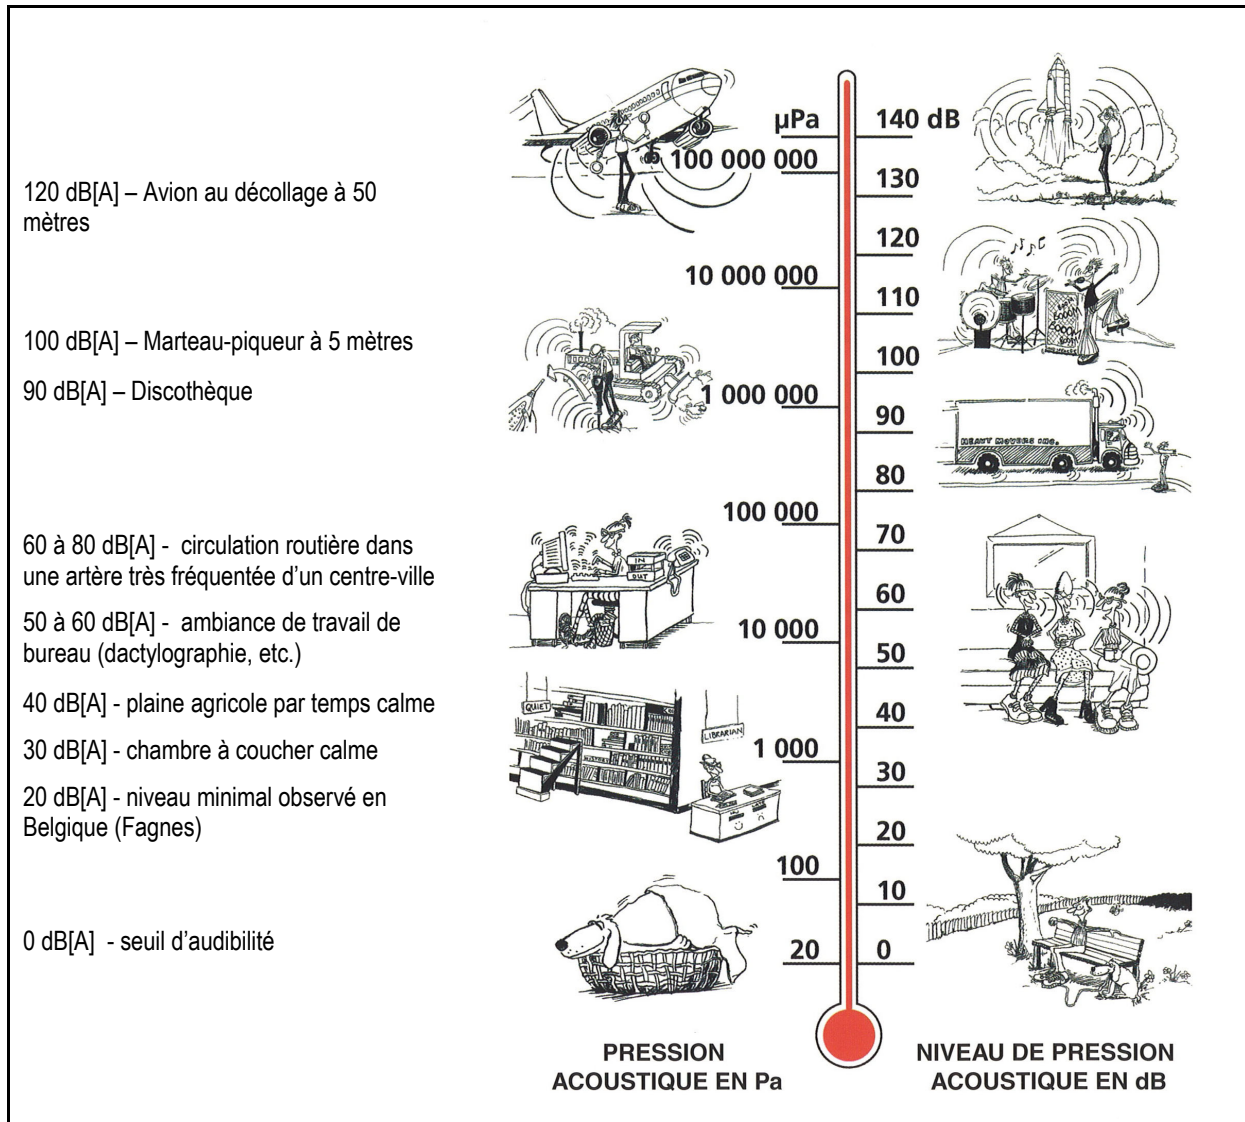 120 dB[A] – Avion au décollage à 50
mètres
100 dB[A] – Marteau-piqueur à 5 mètres
90 dB[A] – Discothèque
60 à 80 dB[A] -  circulation routière dans
une artère très fréquentée d'un centre-ville
50 à 60 dB[A] -  ambiance de travail de
bureau (dactylographie, etc.)
40 dB[A] - plaine agricole par temps calme
30 dB[A] - chambre à coucher calme
20 dB[A] - niveau minimal observé en
Belgique (Fagnes)
0 dB[A]  - seuil d'audibilité
µPa
100 000 000
10 000 000
1 000 000
100 000
10 000
1 000
100
20
140 dB
130
120
110
100
90
80
70
60
50
40
30
20
10
0
HEAVY MOVERS INC.
IN
OUT
QUIET
LIBRARIAN
PRESSION
ACOUSTIQUE EN Pa
NIVEAU DE PRESSION
ACOUSTIQUE EN dB